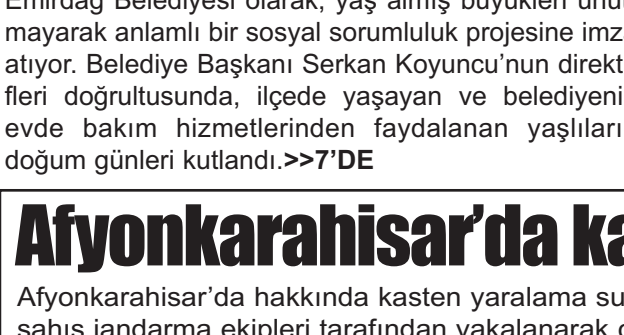 Emirdağ Belediyesi olarak, yaş almış büyükleri unut
mayarak anlamlı bir sosyal sorumluluk projesine imz
atıyor. Belediye Başkanı Serkan Koyuncu’nun direkt
fleri doğrultusunda, ilçede yaşayan ve belediyeni
evde bakım hizmetlerinden faydalanan yaşlıları
doğum günleri kutlandı.>>7’DE
Afyonkarahisar’da ka
Afyonkarahisar’da hakkında kasten yaralama su
şahıs jandarma ekipleri tarafından yakalanarak